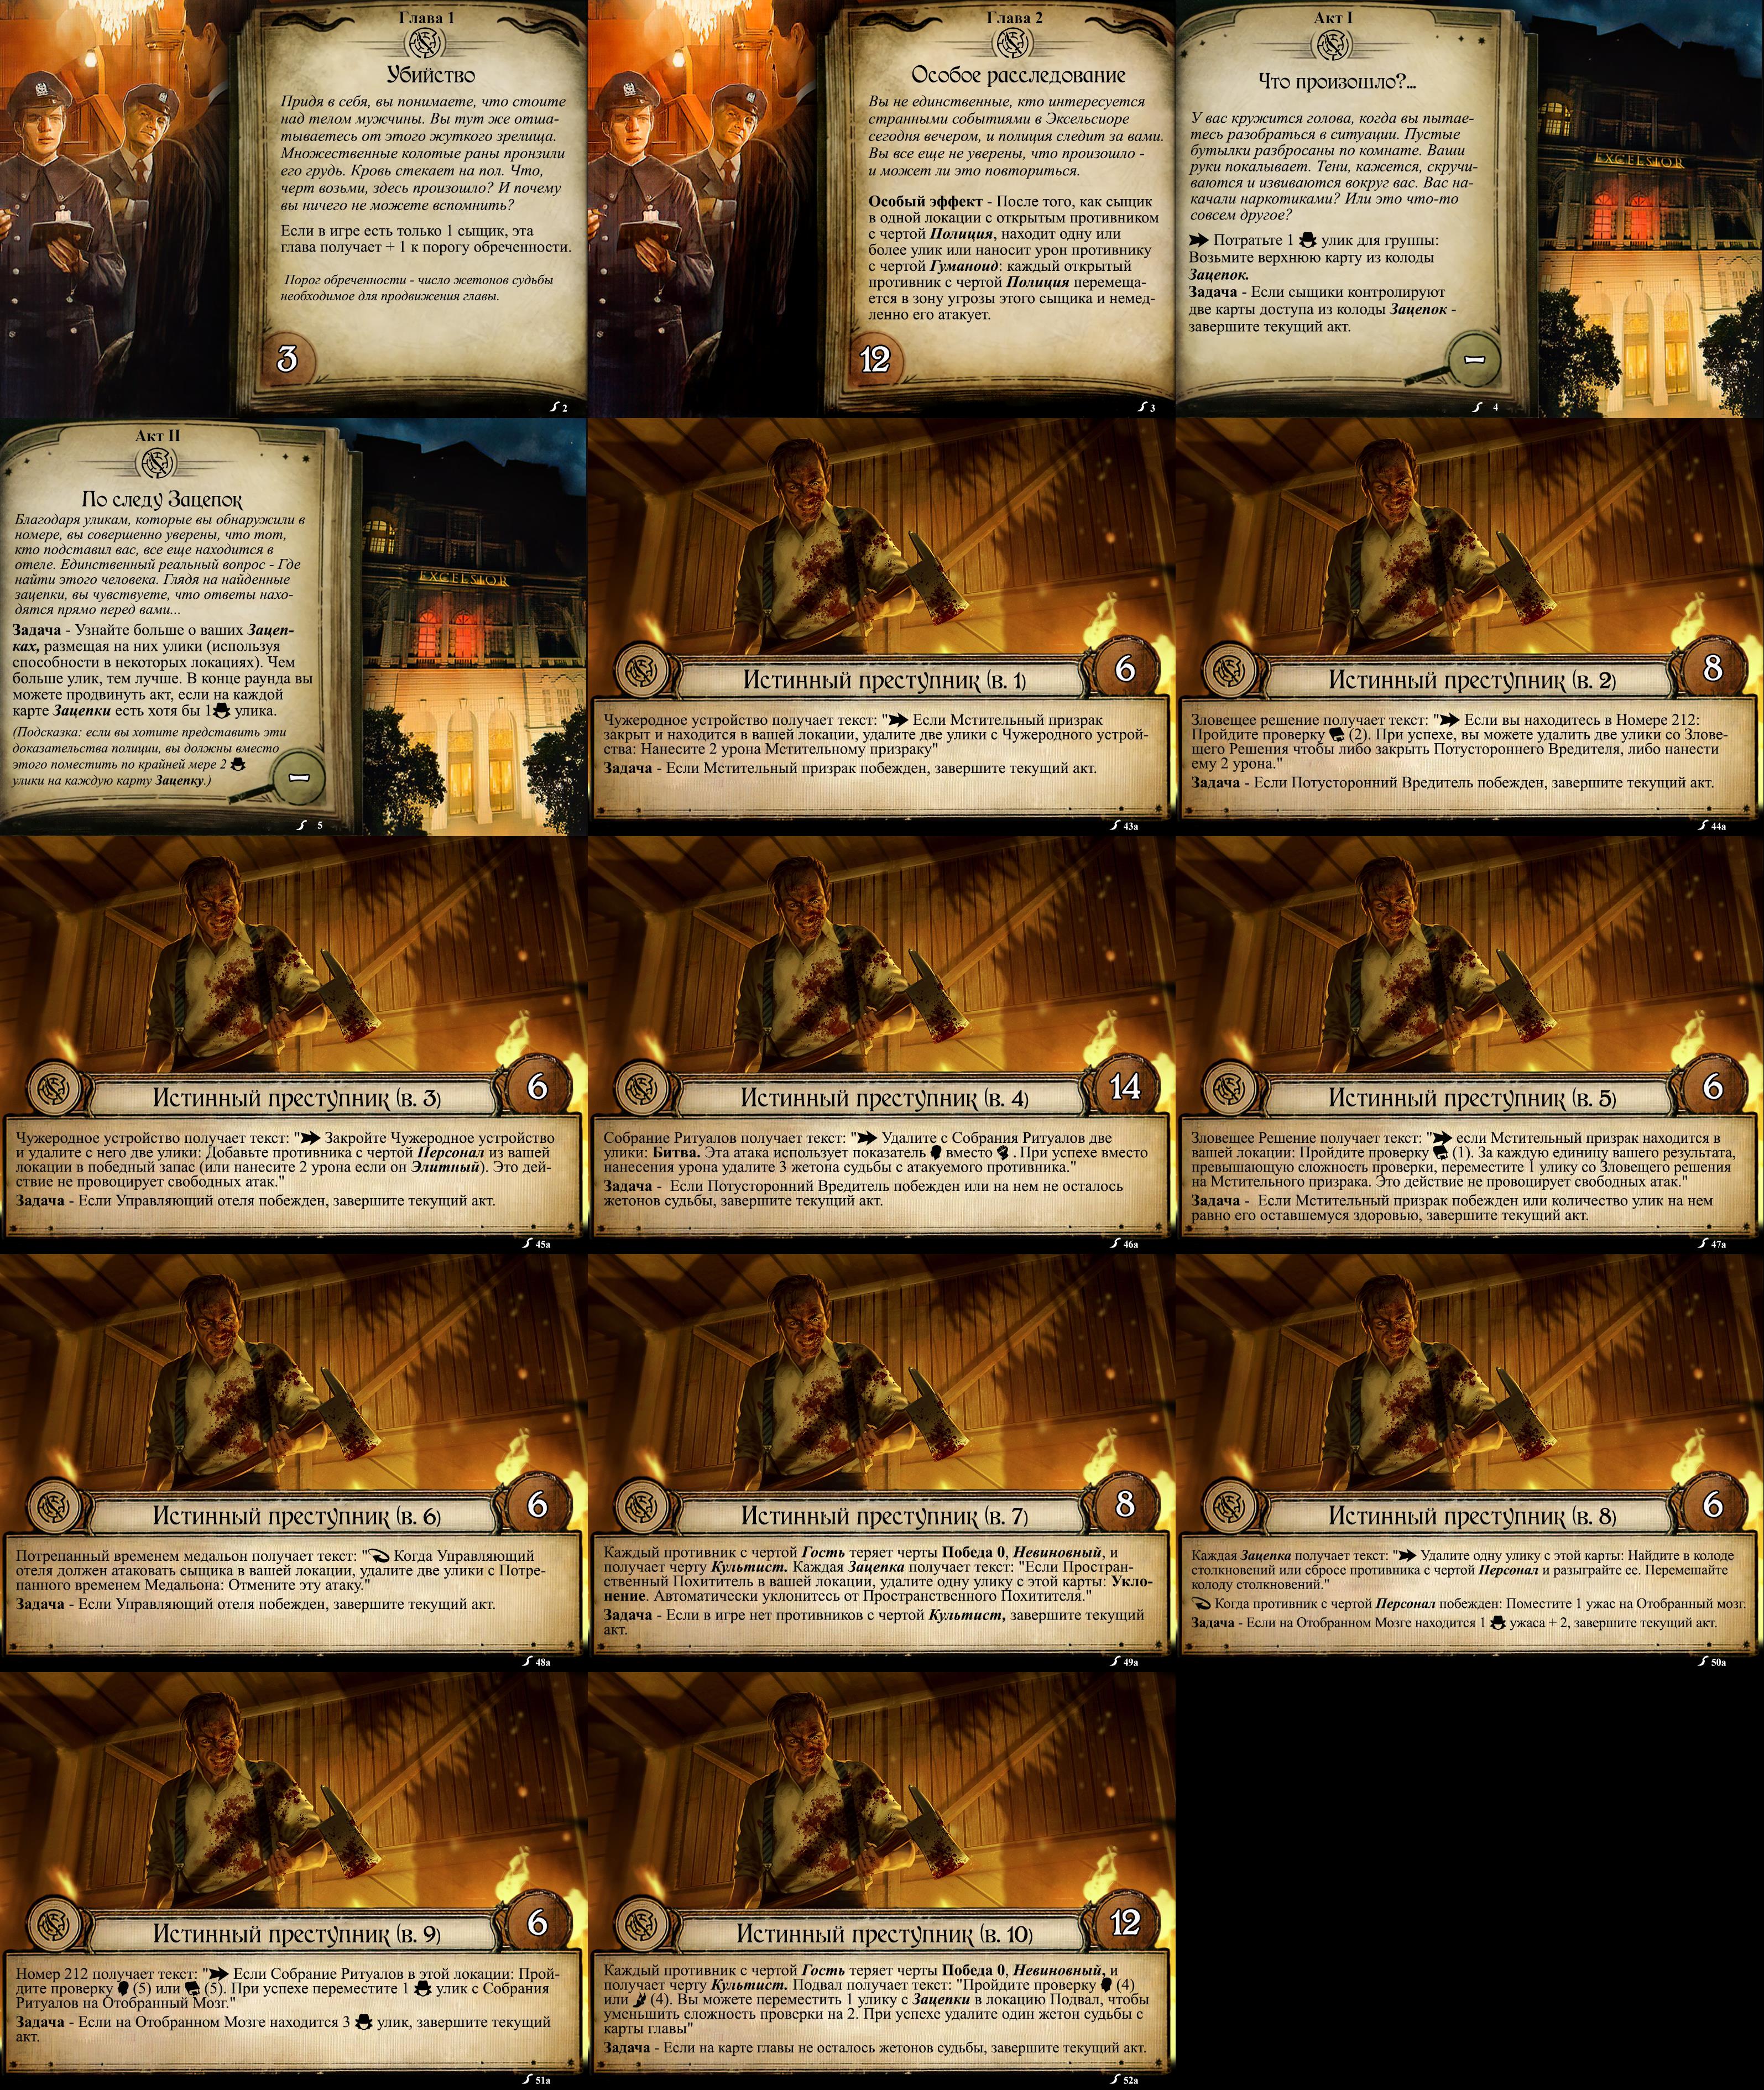 Глава 1
Убийство
Придя в себя, вы понимаете, что стоите
над телом мужчины. Вы тут же отша-
тываетесь от этого жуткого зрелища.
Множественные колотые раны пронзили
его грудь. Кровь стекает на пол. Что,
черт возьми, здесь произошло? И почему
вы ничего не можете вспомнить?
Если в игре есть только 1 сыщик, эта
глава получает + 1 к порогу обреченности.
Порог обреченности - число жетонов судьбы
необходимое для продвижения главы.
3
2
Глава 2
Особое расследование
Вы не единственные, кто интересуется
странными событиями в Эксельсиоре
сегодня вечером, и полиция следит за вами.
Вы все еще не уверены, что произошло -
и может ли это повториться.
Особый эффект - После того, как сыщик
в одной локации с открытым противником
с чертой Полиция, находит одну или
более улик или наносит урон противнику
с чертой Гуманоид: каждый открытый
противник с чертой Полиция перемеща-
ется в зону угрозы этого сыщика и немед-
ленно его атакует.
12
3
Акт I
Что произошло?...
У вас кружится голова, когда вы пытае-
тесь разобраться в ситуации. Пустые
бутылки разбросаны по комнате. Ваши
руки покалывает. Тени, кажется, скручи-
ваются и извиваются вокруг вас. Вас на-
качали наркотиками? Или это что-то
совсем другое?
Потратьте 1 улик для группы:
Возьмите верхнюю карту из колоды
Зацепок.
Задача - Если сыщики контролируют
две карты доступа из колоды Зацепок -
завершите текущий акт.
–
4
EXCELSIOR
Акт II
По следу Зацепок
Благодаря уликам, которые вы обнаружили в
номере, вы совершенно уверены, что тот,
кто подставил вас, все еще находится в
отеле. Единственный реальный вопрос - Где
найти этого человека. Глядя на найденные
зацепки, вы чувствуете, что ответы нахо-
дятся прямо перед вами...
Задача - Узнайте больше о ваших Зацеп-
ках, размещая на них улики (используя
способности в некоторых локациях). Чем
больше улик, тем лучше. В конце раунда вы
можете продвинуть акт, если на каждой
карте Зацепки есть хотя бы 1 улика.
(Подсказка: если вы хотите представить эти
доказательства полиции, вы должны вместо
этого поместить по крайней мере 2
улики на каждую карту Зацепку.)
–
5
EXCELSIOR
Истинный преступник (в. 1)
6
Чужеродное устройство получает текст: " Если Мстительный призрак
закрыт и находится в вашей локации, удалите две улики с Чужеродного устрой-
ства: Нанесите 2 урона Мстительному призраку"
Задача - Если Мстительный призрак побежден, завершите текущий акт.
43a
Истинный преступник (в. 2)
8
Зловещее решение получает текст: " Если вы находитесь в Номере 212:
Пройдите проверку (2). При успехе, вы можете удалить две улики со Злове-
щего Решения чтобы либо закрыть Потустороннего Вредителя, либо нанести
ему 2 урона."
Задача - Если Потусторонний Вредитель побежден, завершите текущий акт.
44a
Истинный преступник (в. 3)
6
Чужеродное устройство получает текст: " Закройте Чужеродное устройство
и удалите с него две улики: Добавьте противника с чертой Персонал из вашей
локации в победный запас (или нанесите 2 урона если он Элитный). Это дей-
ствие не провоцирует свободных атак."
Задача - Если Управляющий отеля побежден, завершите текущий акт.
45a
Истинный преступник (в. 4)
14
Собрание Ритуалов получает текст: " Удалите с Собрания Ритуалов две
улики: Битва. Эта атака использует показатель вместо . При успехе вместо
нанесения урона удалите 3 жетона судьбы с атакуемого противника."
Задача - Если Потусторонний Вредитель побежден или на нем не осталось
жетонов судьбы, завершите текущий акт.
46a
Истинный преступник (в. 5)
6
Зловещее Решение получает текст: " если Мстительный призрак находится в
вашей локации: Пройдите проверку (1). За каждую единицу вашего результата,
превышающую сложность проверки, переместите 1 улику со Зловещего решения
на Мстительного призрака. Это действие не провоцирует свободных атак."
Задача - Если Мстительный призрак побежден или количество улик на нем
равно его оставшемуся здоровью, завершите текущий акт.
47a
Истинный преступник (в. 6)
6
Потрепанный временем медальон получает текст: " Когда Управляющий
отеля должен атаковать сыщика в вашей локации, удалите две улики с Потре-
панного временем Медальона: Отмените эту атаку."
Задача - Если Управляющий отеля побежден, завершите текущий акт.
48a
Истинный преступник (в. 7)
8
Каждый противник с чертой Гость теряет черты Победа 0, Невиновный, и
получает черту Культист. Каждая Зацепка получает текст: "Если Простран-
ственный Похититель в вашей локации, удалите одну улику с этой карты: Укло-
нение. Автоматически уклонитесь от Пространственного Похитителя."
Задача - Если в игре нет противников с чертой Культист, завершите текущий
акт.
49a
Истинный преступник (в. 8)
6
Каждая Зацепка получает текст: " Удалите одну улику с этой карты: Найдите в колоде
столкновений или сбросе противника с чертой Персонал и разыграйте ее. Перемешайте
колоду столкновений."
Когда противник с чертой Персонал побежден: Поместите 1 ужас на Отобранный мозг.
Задача - Если на Отобранном Мозге находится 1 ужаса + 2, завершите текущий акт.
50a
Истинный преступник (в. 9)
6
Номер 212 получает текст: " Если Собрание Ритуалов в этой локации: Прой-
дите проверку (5) или (5). При успехе переместите 1 улик с Собрания
Ритуалов на Отобранный Мозг."
Задача - Если на Отобранном Мозге находится 3 улик, завершите текущий
акт.
51a
Истинный преступник (в. 10)
12
Каждый противник с чертой Гость теряет черты Победа 0, Невиновный, и
получает черту Культист. Подвал получает текст: "Пройдите проверку (4)
или (4). Вы можете переместить 1 улику с Зацепки в локацию Подвал, чтобы
уменьшить сложность проверки на 2. При успехе удалите один жетон судьбы с
карты главы"
Задача - Если на карте главы не осталось жетонов судьбы, завершите текущий акт.
52a